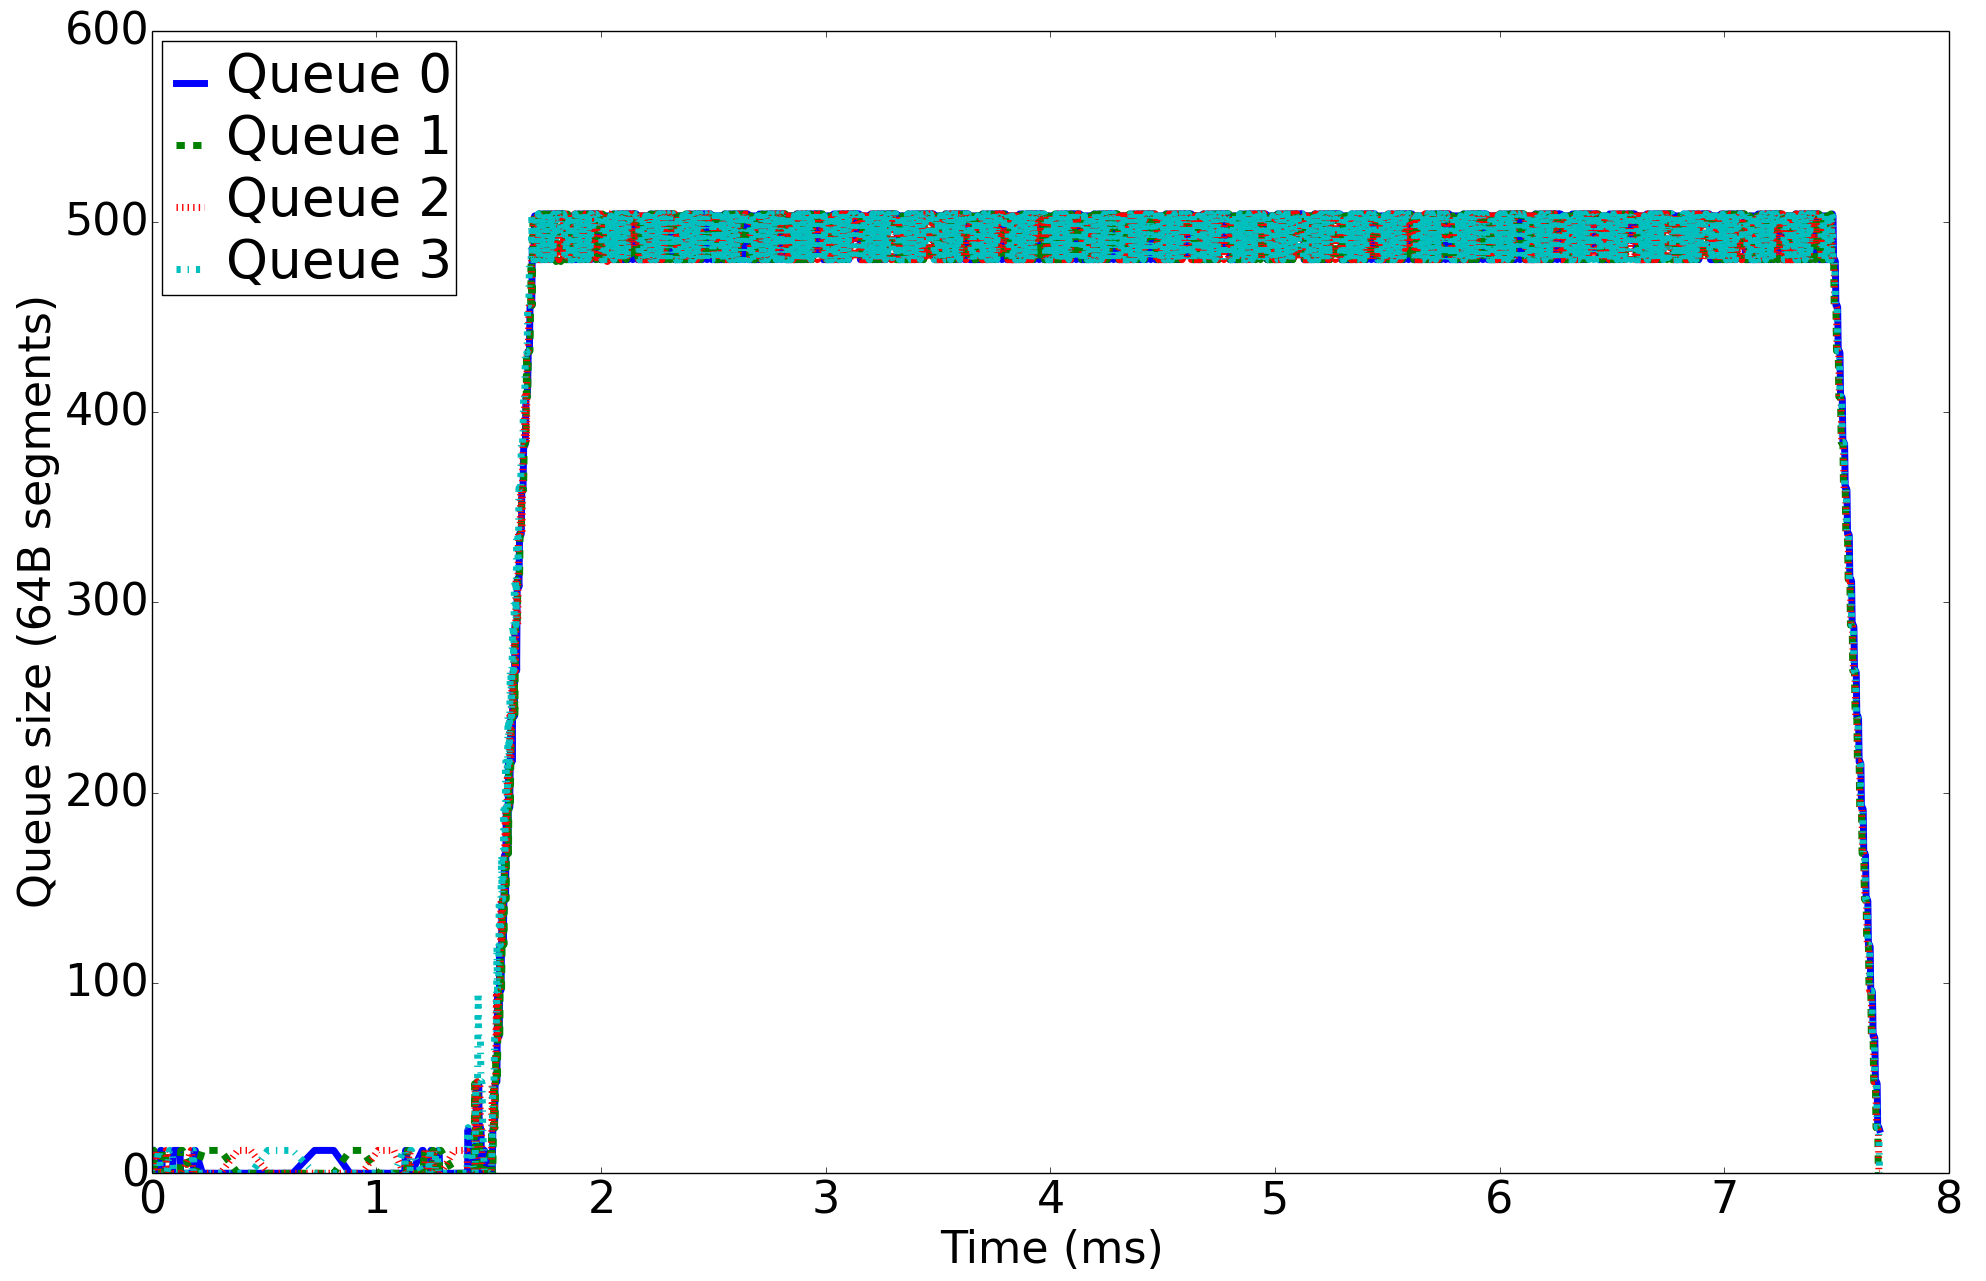 600
500
400
300
200
100
0
Queue size (64B segments)
Queue 0
Queue 1
Queue 2
Queue 3
0 1 2 3 4 5 6 7 8
Time (ms)